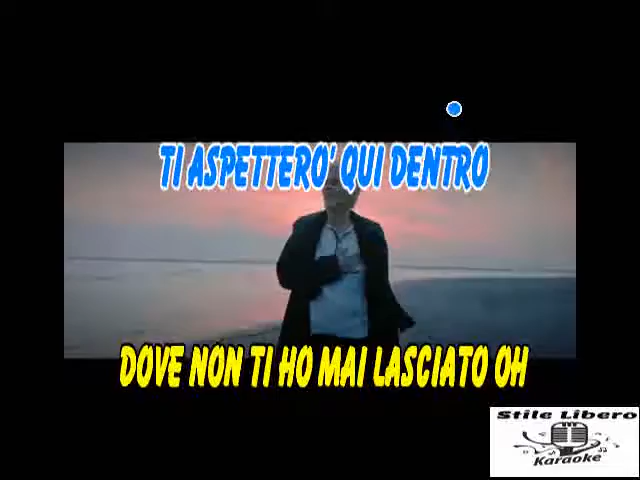 TI ASPETTERO' QUI DENTRO
DOVE NON TI HO MAI LASCIATO OH
Stile Libero
Karaoke